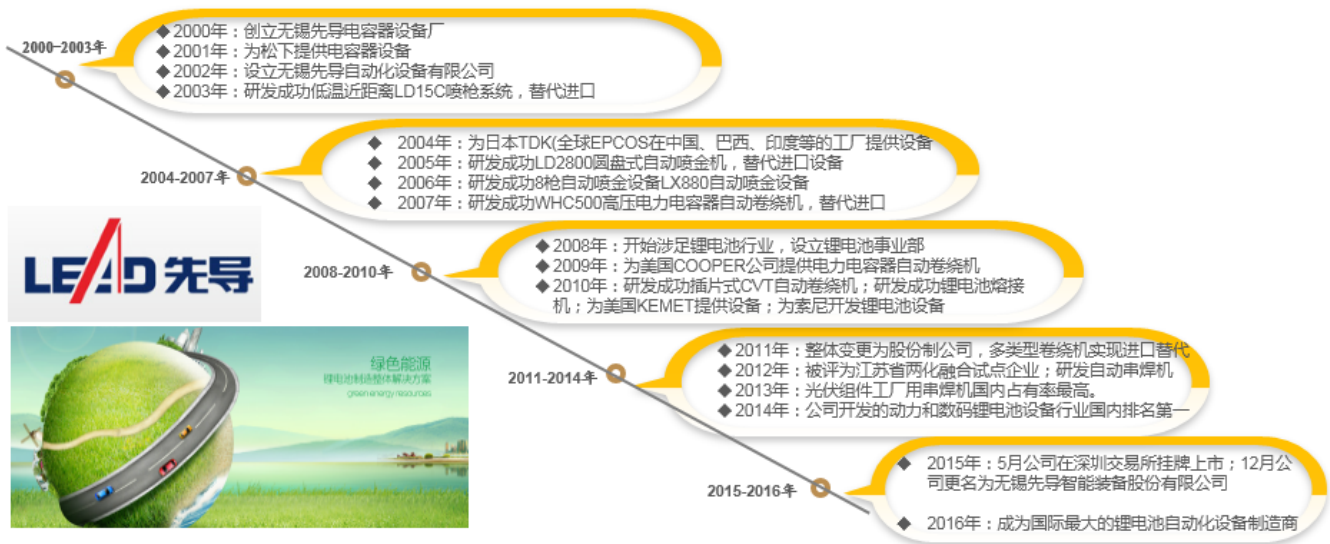 2000-2003年
◆2000年：创立无锡先导电容器设备厂
◆2001年：为松下提供电容器设备
◆2002年：设立无锡先导自动化设备有限公司
◆2003年：研发成功低温近距离LD15C喷枪系统，替代进口
2004-2007年
◆ 2004年：为日本TDK(全球EPCOS在中国、巴西、印度等的工厂提供设备
◆ 2005年：研发成功LD2800圆盘式自动喷金机，替代进口设备
◆ 2006年：研发成功8枪自动喷金设备LX880自动喷金设备
◆ 2007年：研发成功WHC500高压电力电容器自动卷绕机，替代进口
LEAD 先导
2008-2010年
◆2008年：开始涉足锂电池行业，设立锂电池事业部
◆2009年：为美国COOPER公司提供电力电容器自动卷绕机
◆2010年：研发成功插片式CVT自动卷绕机；研发成功锂电池熔接
机；为美国KEMET提供设备；为索尼开发锂电池设备
绿色能源
锂电池制造整体解决方案
green energy resources
2011-2014年
◆2011年：整体变更为股份制公司，多类型卷绕机实现进口替代
◆2012年：被评为江苏省两化融合试点企业；研发自动串焊机
◆2013年：光伏组件工厂用串焊机国内占有率最高。
◆2014年：公司开发的动力和数码锂电池设备行业国内排名第一
2015-2016年
◆ 2015年：5月公司在深圳交易所挂牌上市；12月公
司更名为无锡先导智能装备股份有限公司
◆ 2016年：成为国际最大的锂电池自动化设备制造商